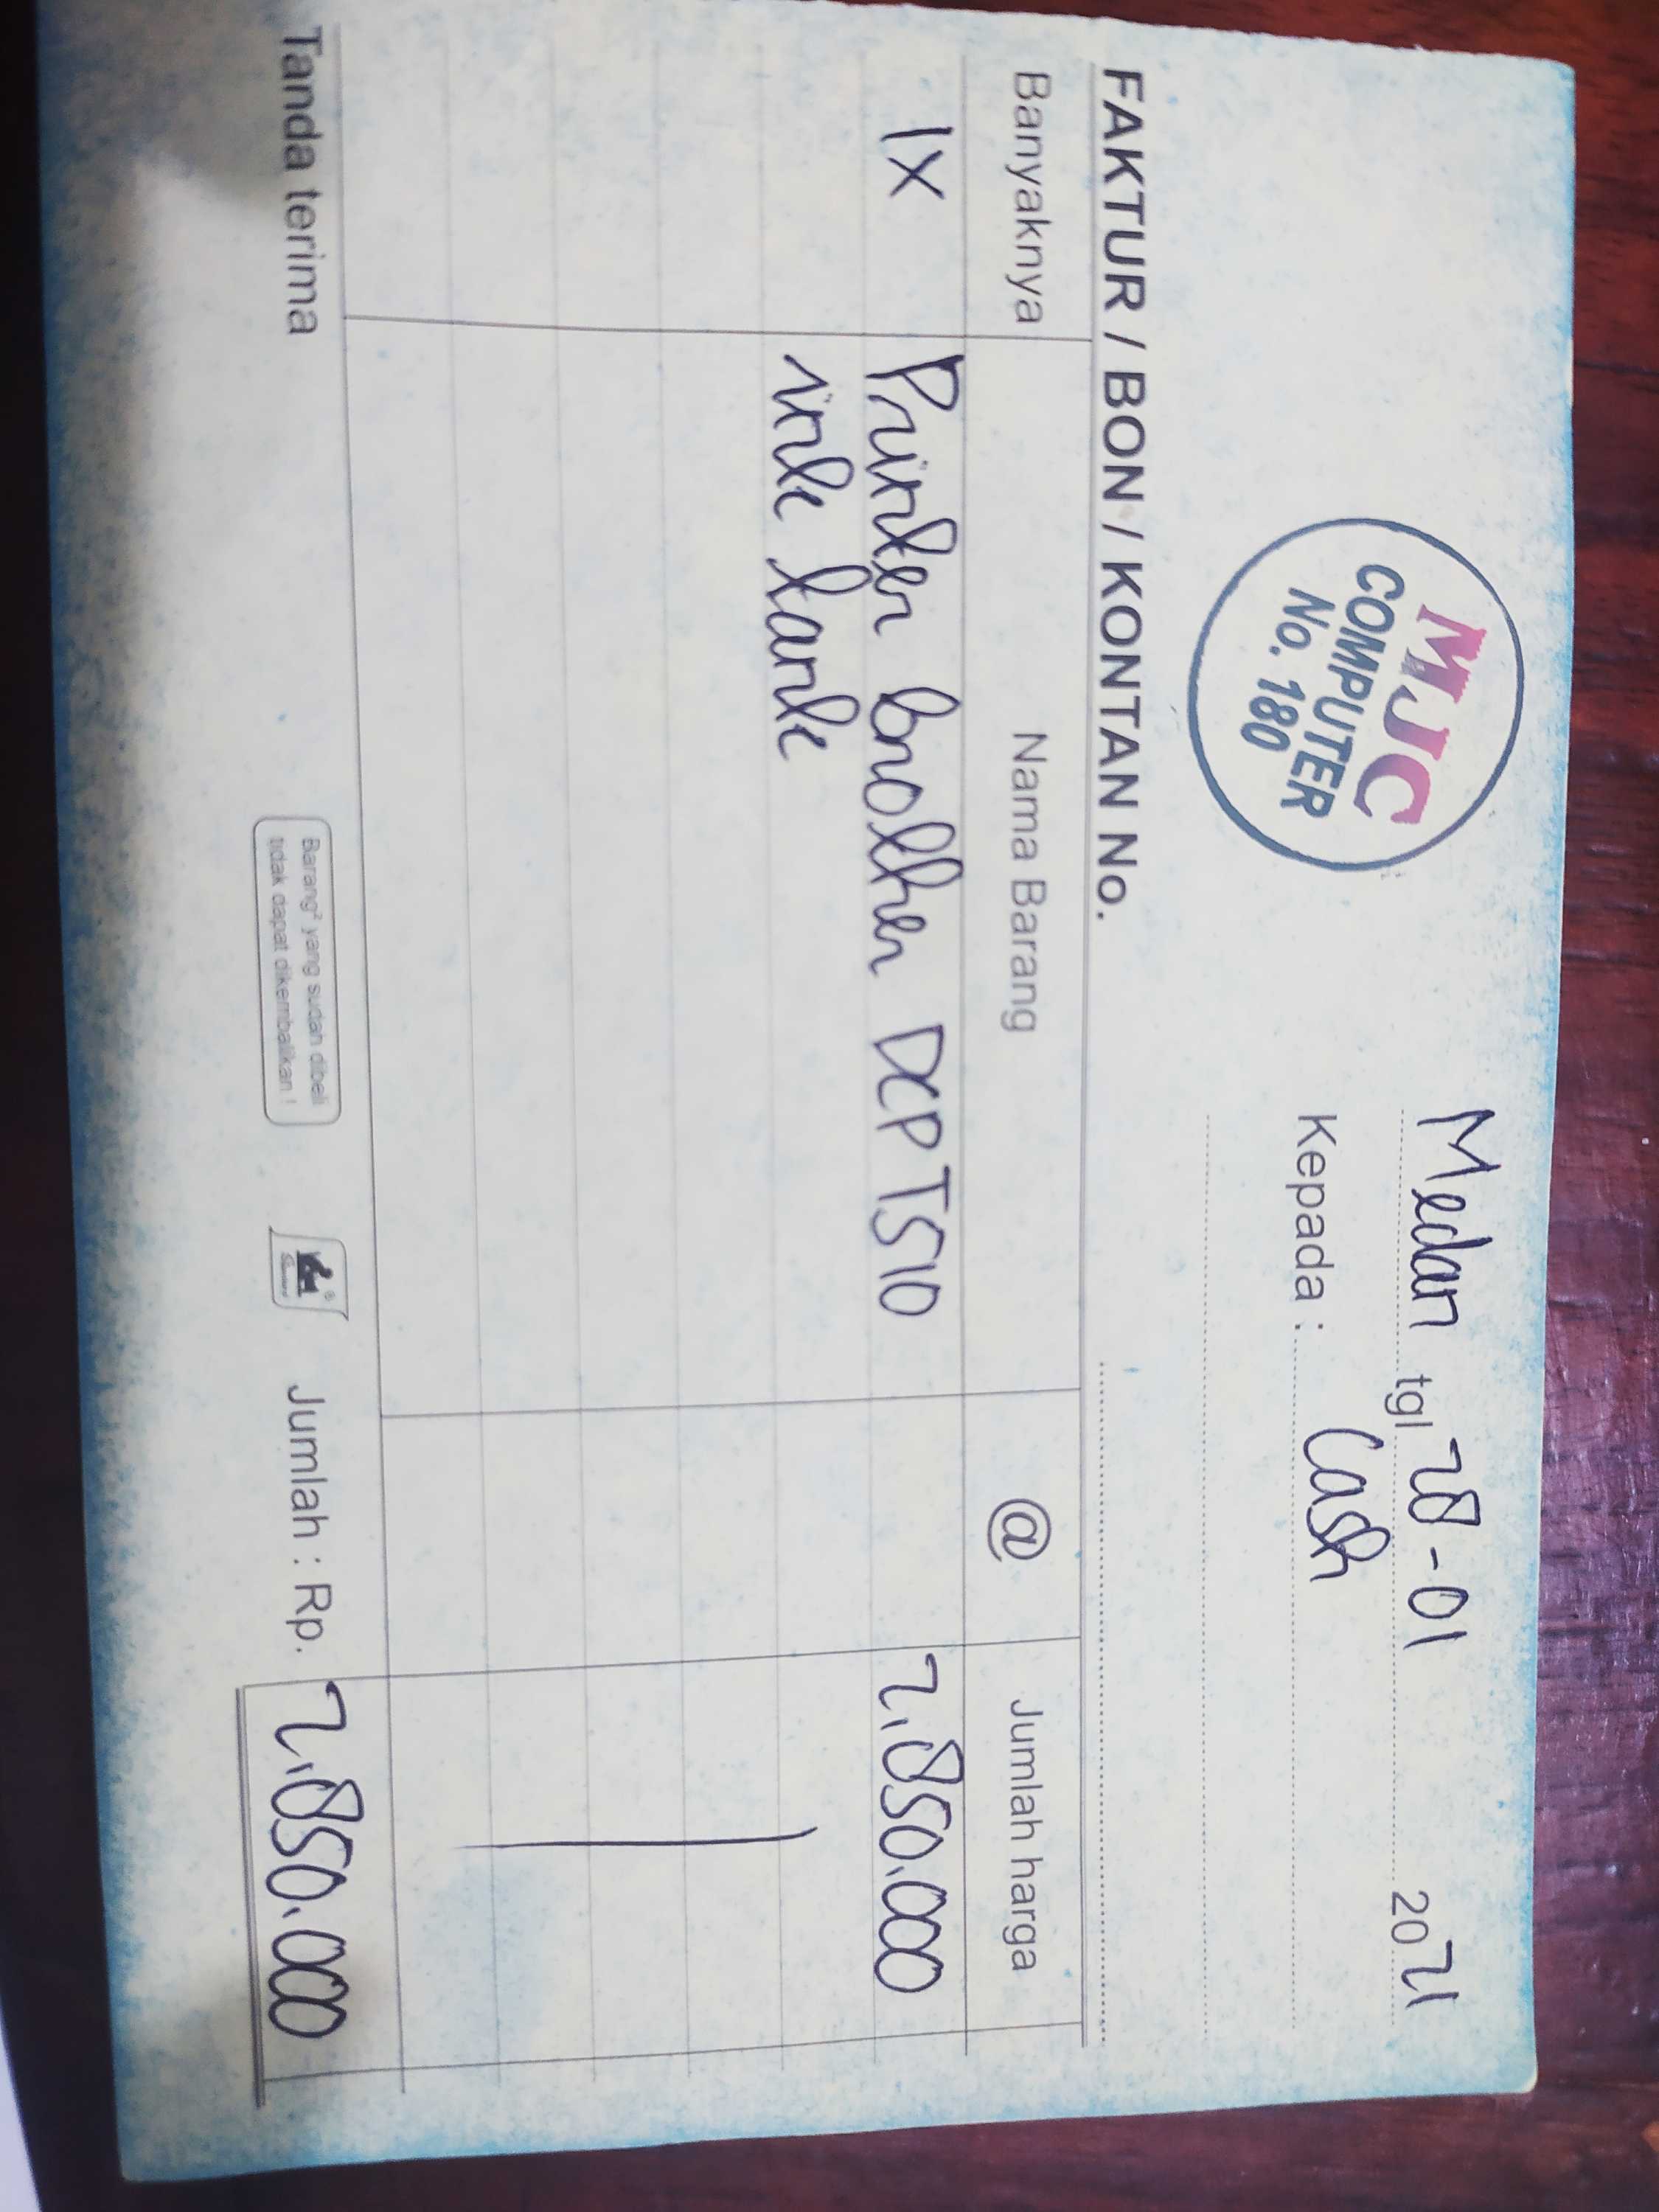 MJC
COMPUTER
No. 180
Medan tgl 28-01 2021
Kepada : Cash
FAKTUR / BON / KONTAN No.
Banyaknya Nama Barang @ Jumlah harga
1X Printer brother DCP T510 2.850.000
ink tank
Tanda terima
Barang² yang sudah dibeli
tidak dapat dikembalikan !
Jumlah : Rp. 2.850.000